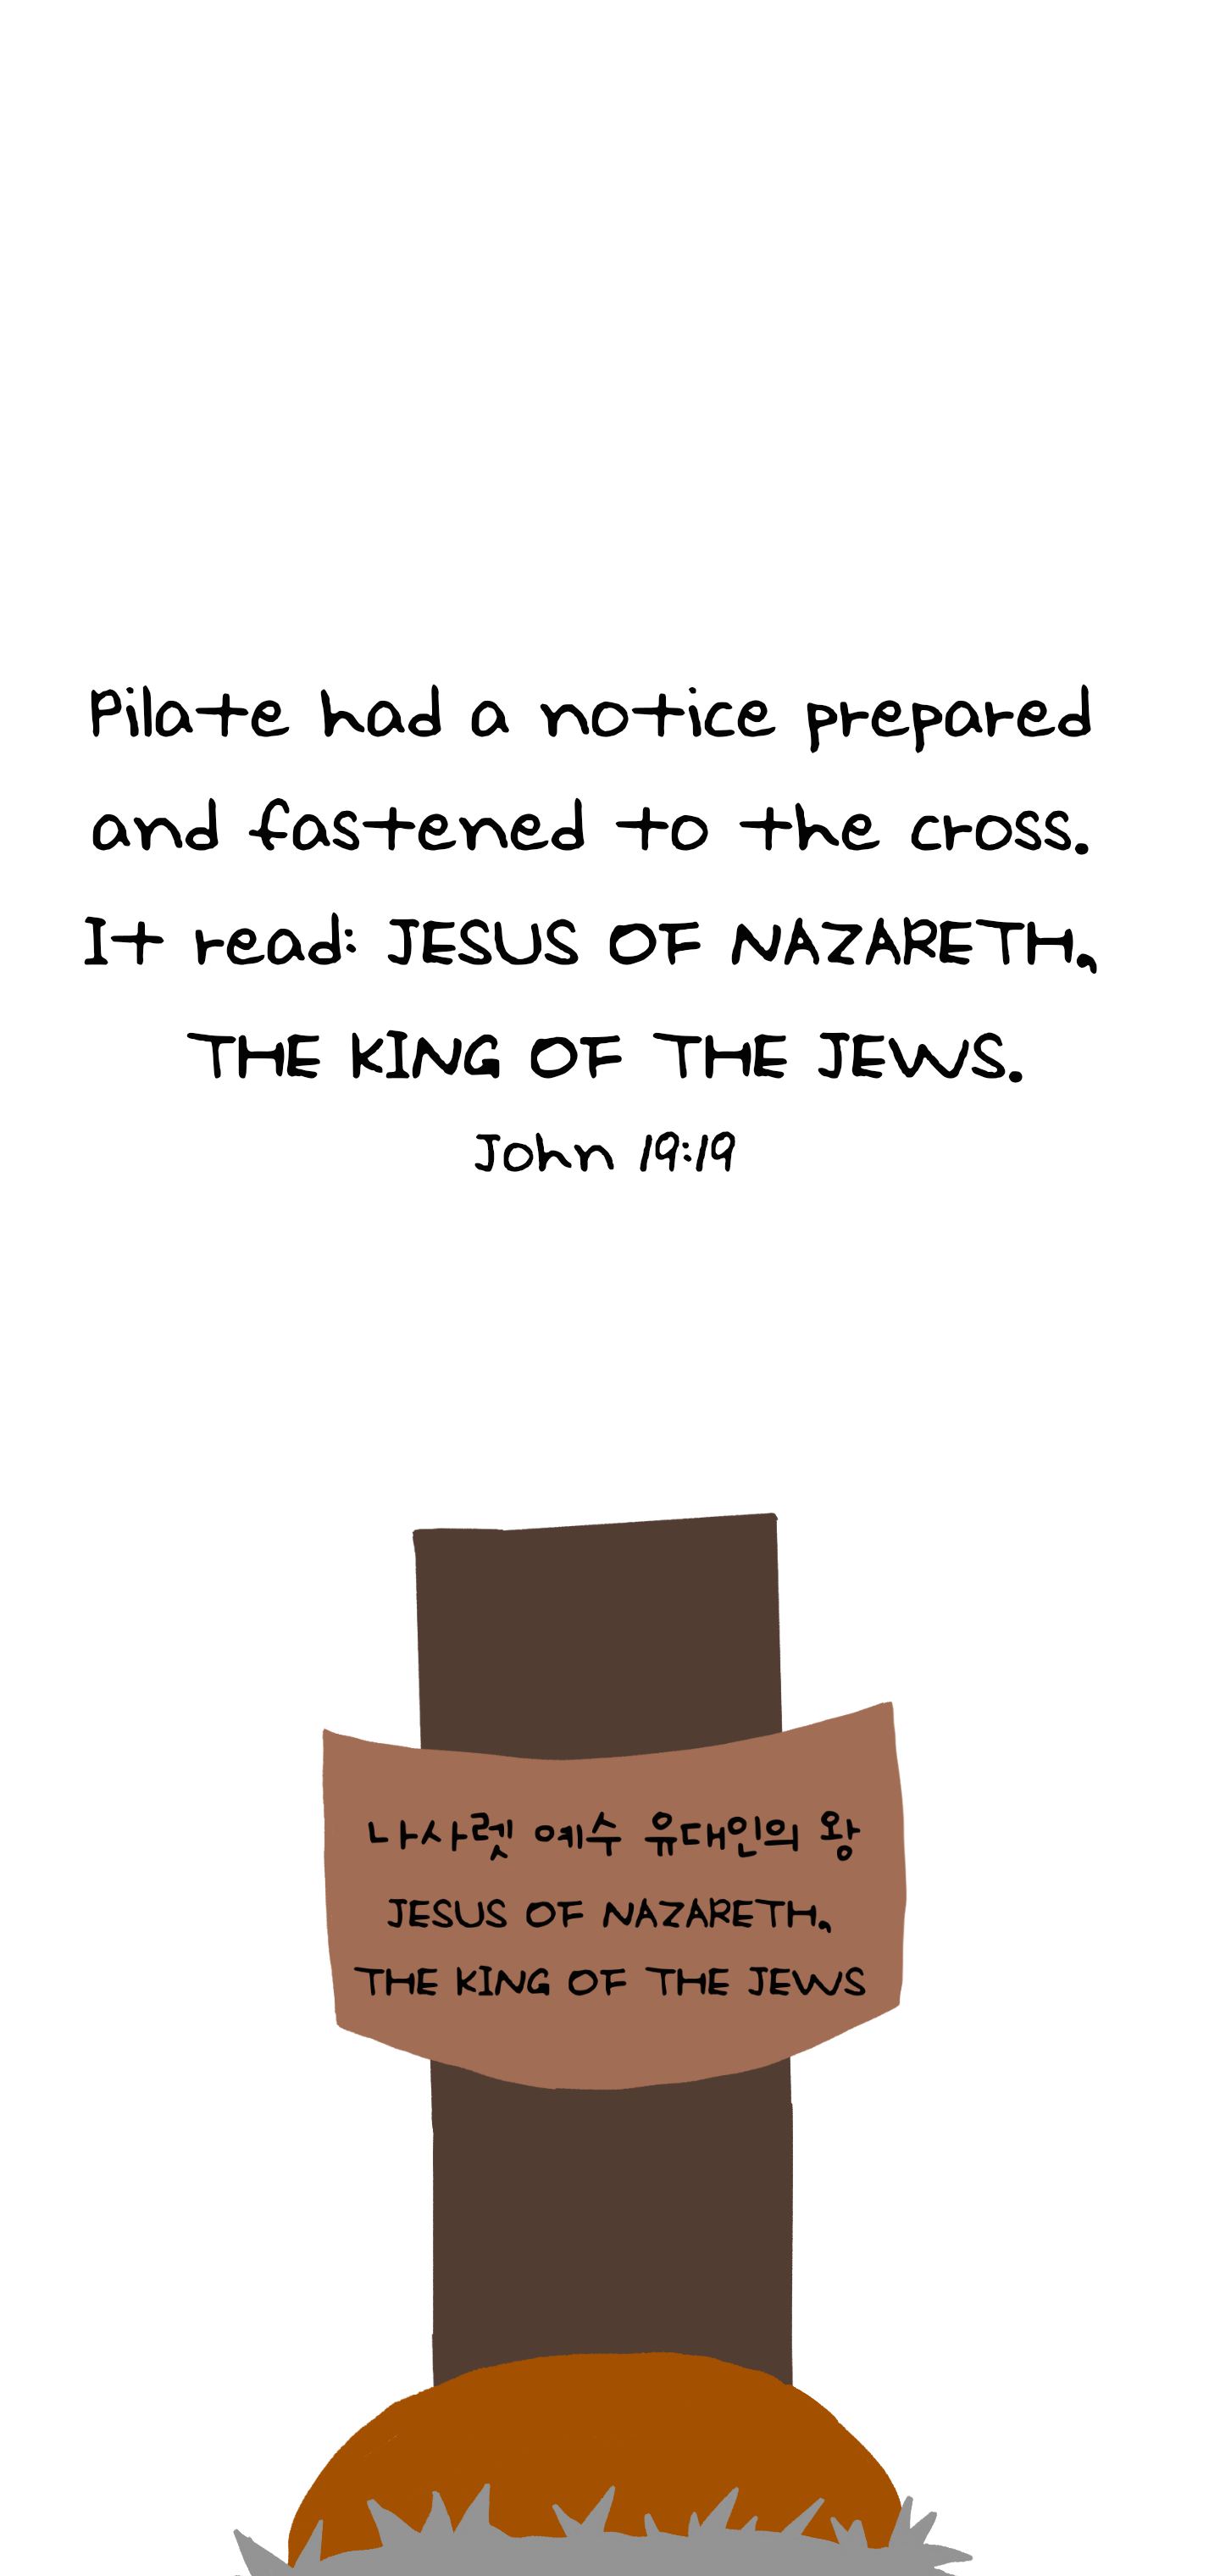 Pilate had a notice prepared
and fastened to the cross.
It read: JESUS OF NAZARETH,
THE KING OF THE JEWS.
John 19:19
나사렛 예수 유대인의 왕
JESUS OF NAZARETH,
THE KING OF THE JEWS